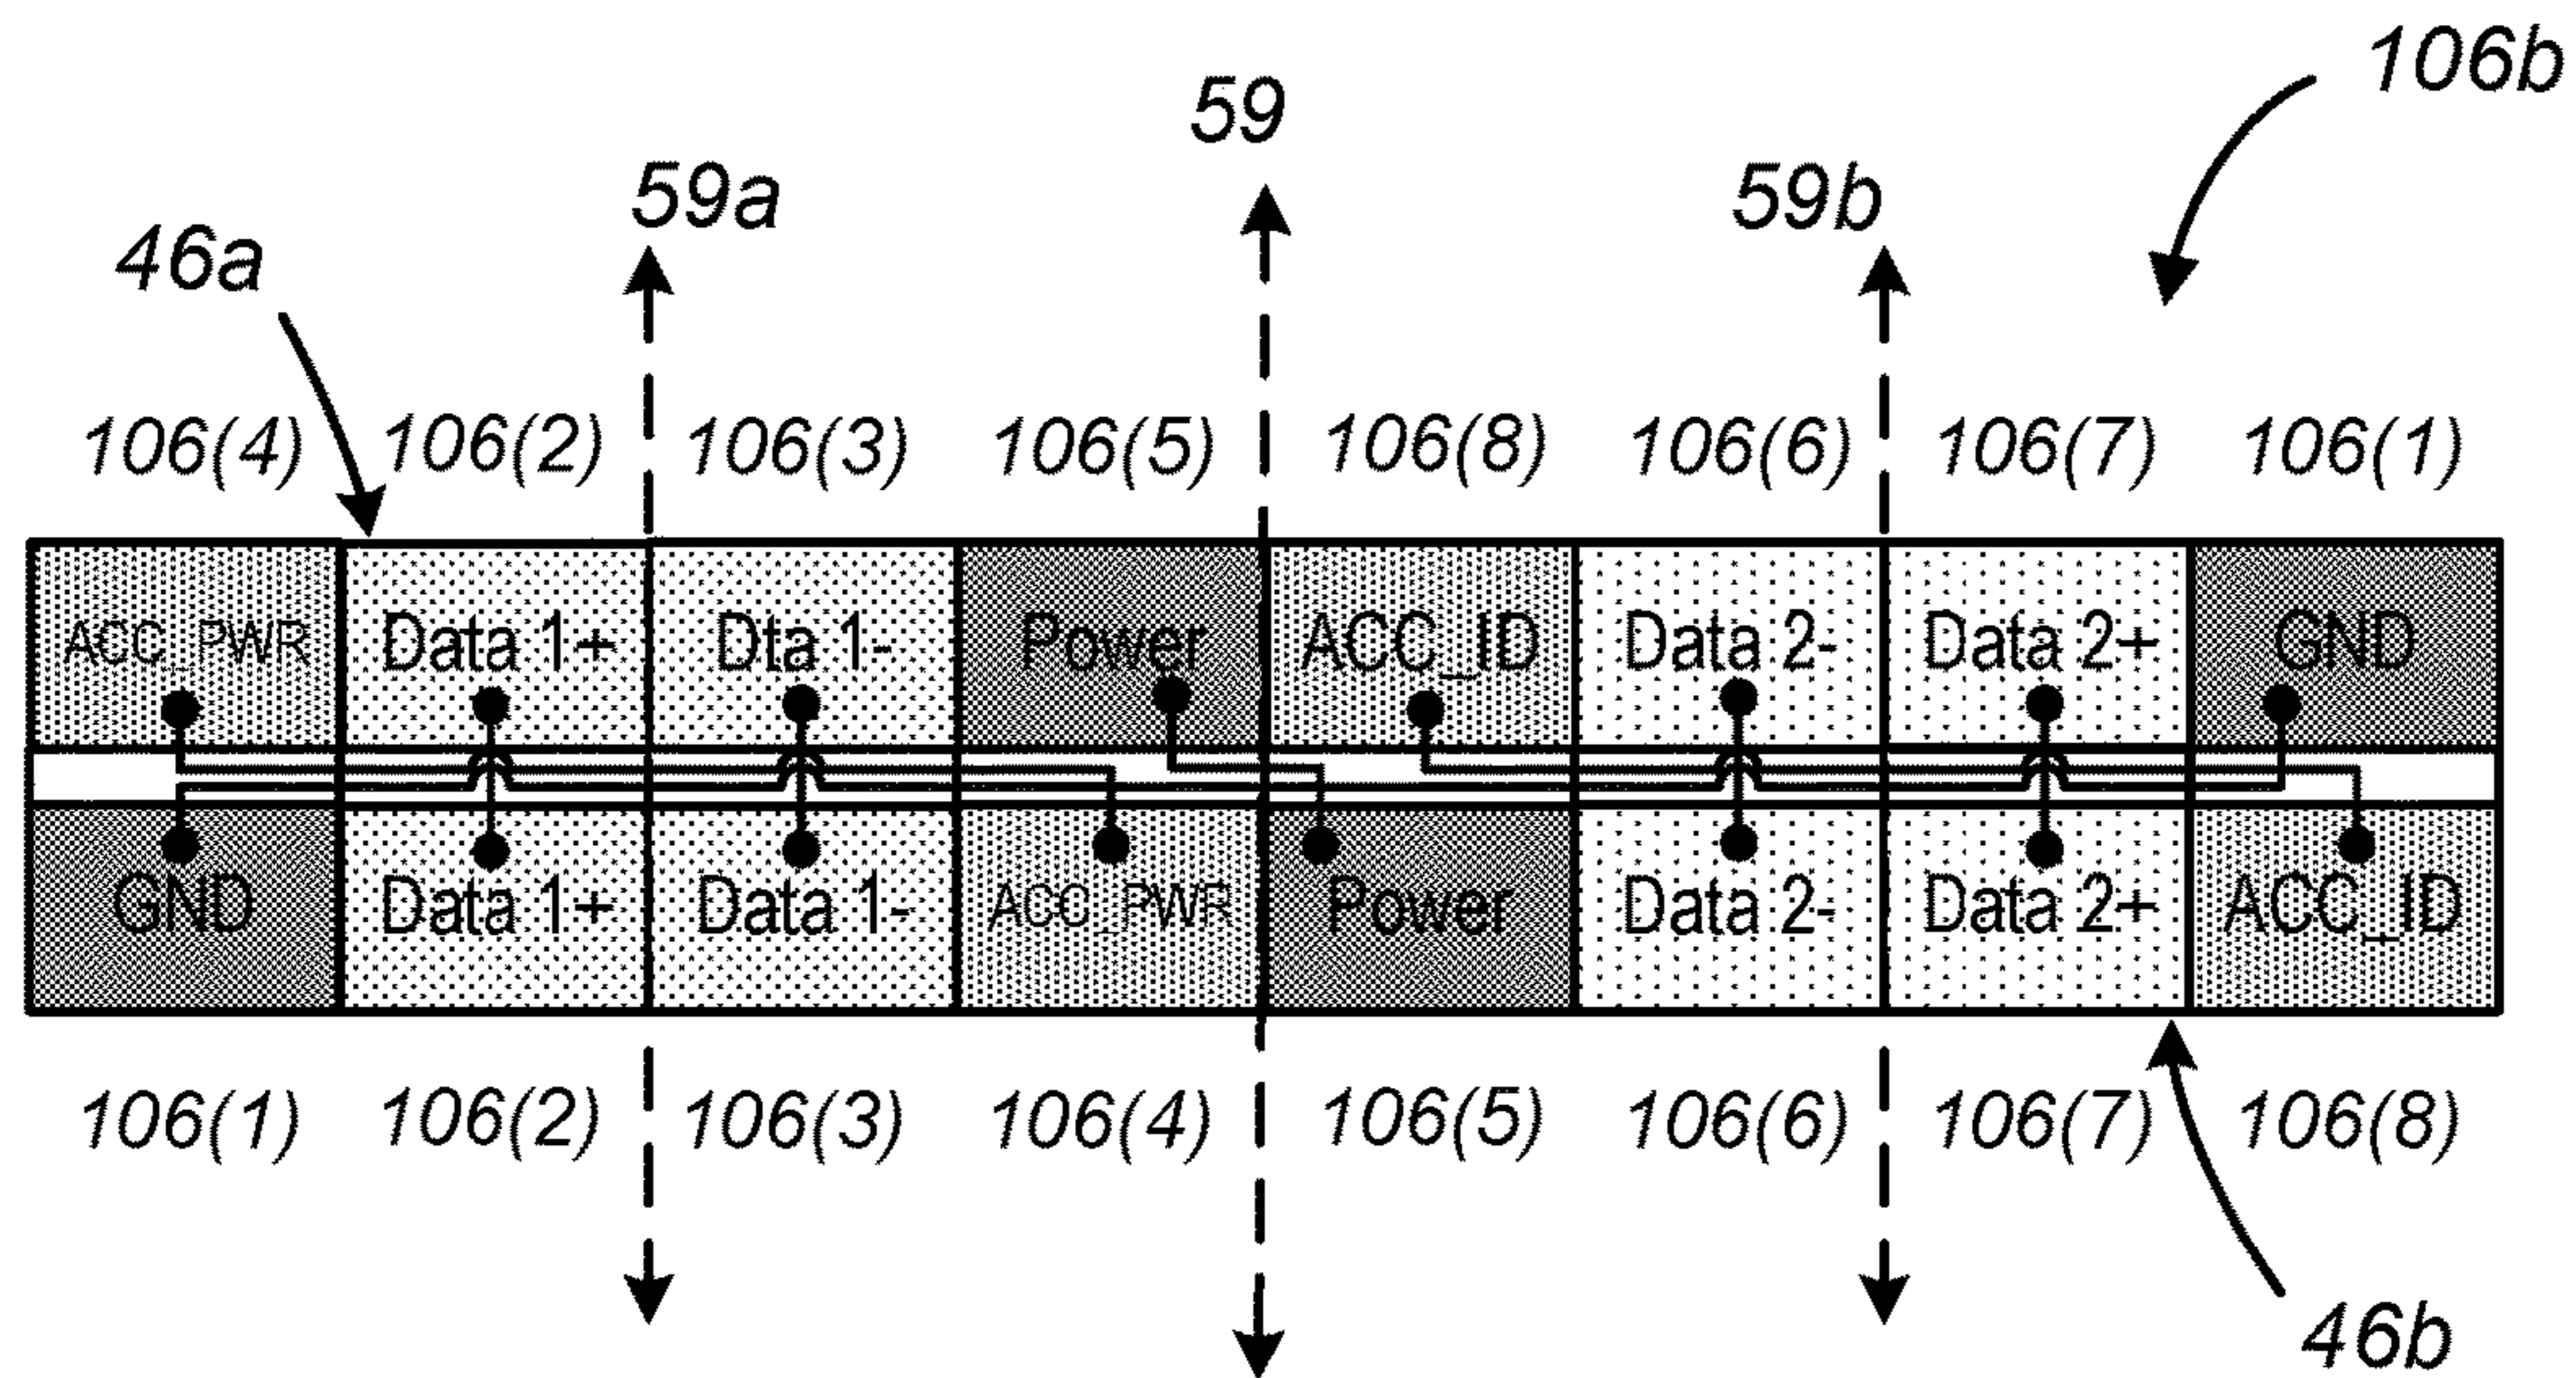 106b
59
59a
59b
46a
106(4) 106(2) 106(3) 106(5) 106(8) 106(6) 106(7) 106(1)
ACC_PWR Data 1+ Dta 1- Power ACC_ID Data 2- Data 2+ GND
GND Data 1+ Data 1- ACC_PWR Power Data 2- Data 2+ ACC_ID
106(1) 106(2) 106(3) 106(4) 106(5) 106(6) 106(7) 106(8)
46b